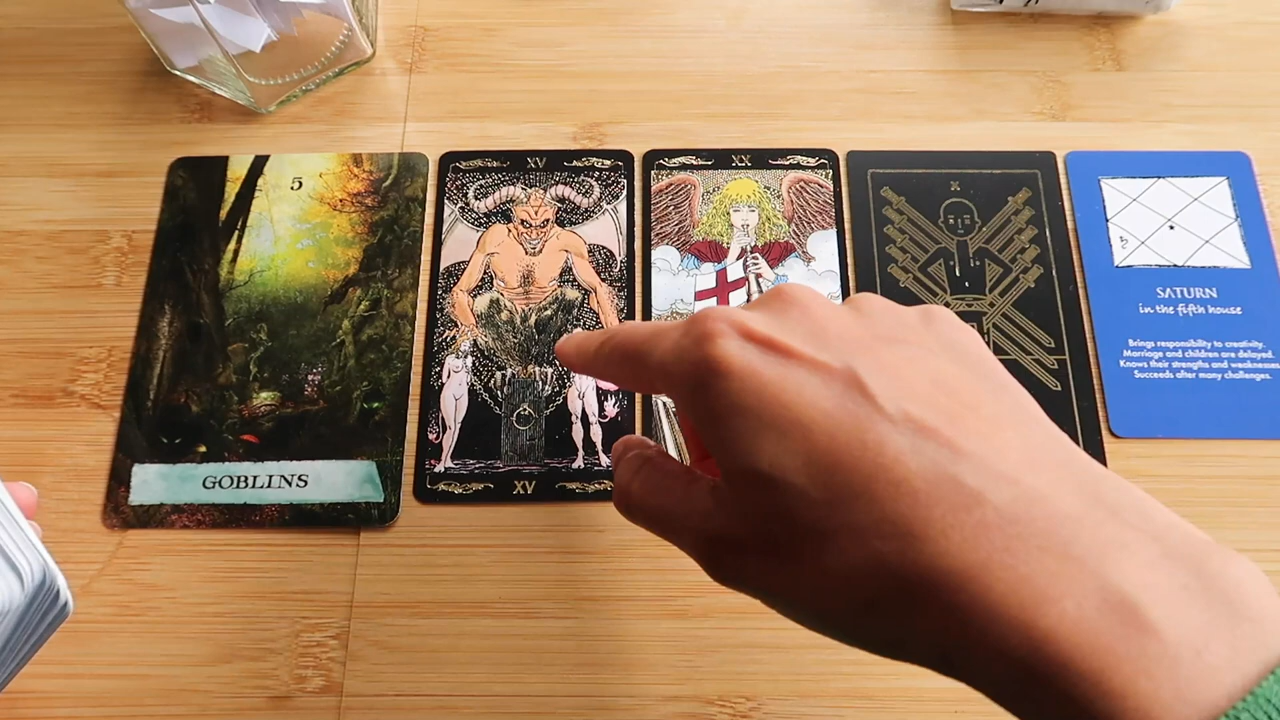 5
GOBLINS
XV
XV
XX
X
SATURN
in the fifth house
Brings responsibility to creativity.
Marriage and children are delayed.
Knows their strengths and weaknesses.
Succeeds after many challenges.